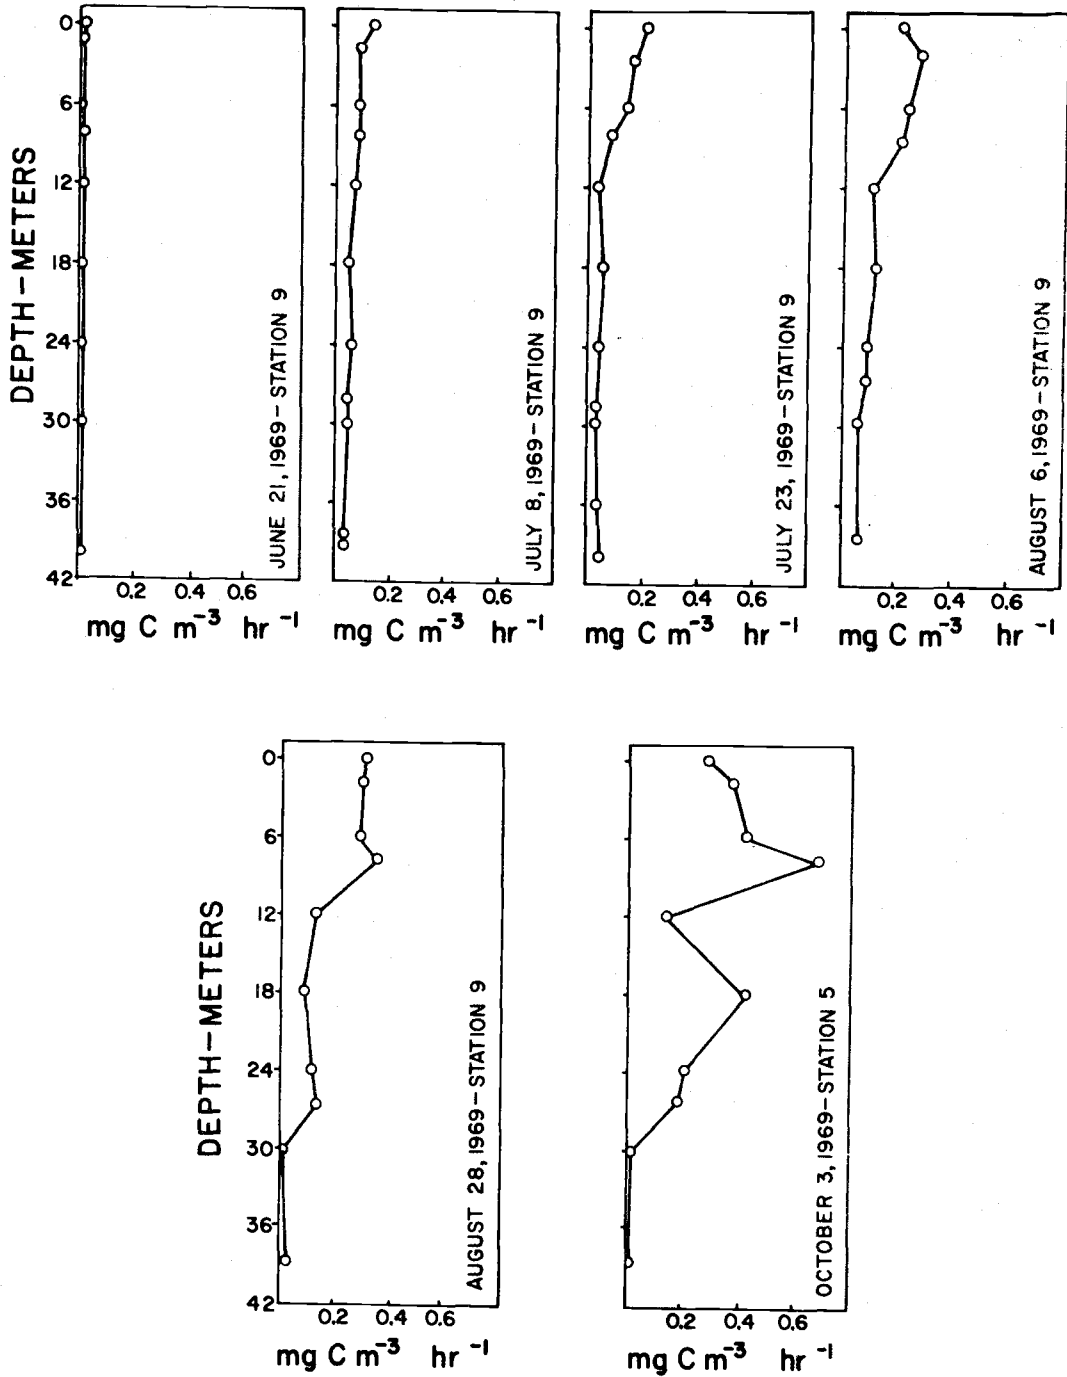 DEPTH-METERS
0
6
12
18
24
30
36
42
JUNE 21, 1969-STATION 9
0.2 0.4 0.6
mg C m⁻³ hr⁻¹
JULY 8, 1969-STATION 9
0.2 0.4 0.6
mg C m⁻³ hr⁻¹
JULY 23, 1969-STATION 9
0.2 0.4 0.6
mg C m⁻³ hr⁻¹
AUGUST 6, 1969-STATION 9
0.2 0.4 0.6
mg C m⁻³ hr⁻¹
DEPTH-METERS
0
6
12
18
24
30
36
42
AUGUST 28, 1969-STATION 9
0.2 0.4 0.6
mg C m⁻³ hr⁻¹
OCTOBER 3, 1969-STATION 5
0.2 0.4 0.6
mg C m⁻³ hr⁻¹